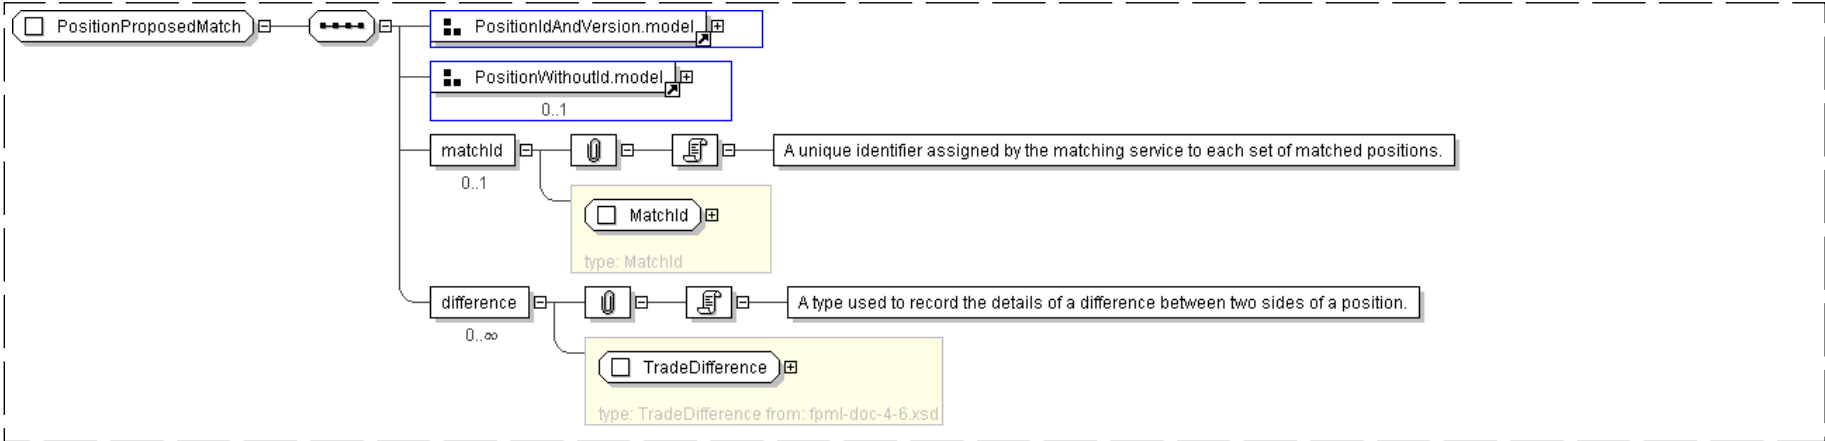 PositionProposedMatch
PositionIdAndVersion.model
PositionWithoutId.model
0..1
matchId
A unique identifier assigned by the matching service to each set of matched positions.
0..1
MatchId
type: MatchId
difference
A type used to record the details of a difference between two sides of a position.
0..∞
TradeDifference
type: TradeDifference from: fpml-doc-4-6.xsd